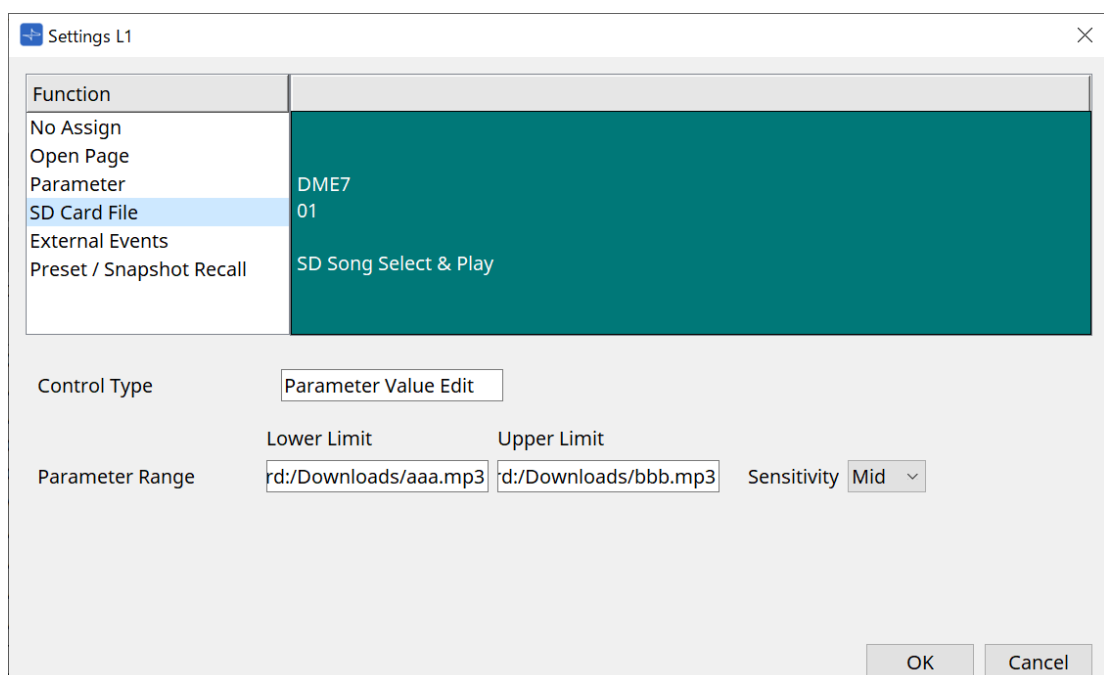 Settings L1
Function
No Assign
Open Page
Parameter
SD Card File
External Events
Preset / Snapshot Recall
DME7
01
SD Song Select & Play
Control Type
Parameter Value Edit
Lower Limit
Upper Limit
Parameter Range
rd:/Downloads/aaa.mp3
rd:/Downloads/bbb.mp3
Sensitivity
Mid
OK
Cancel